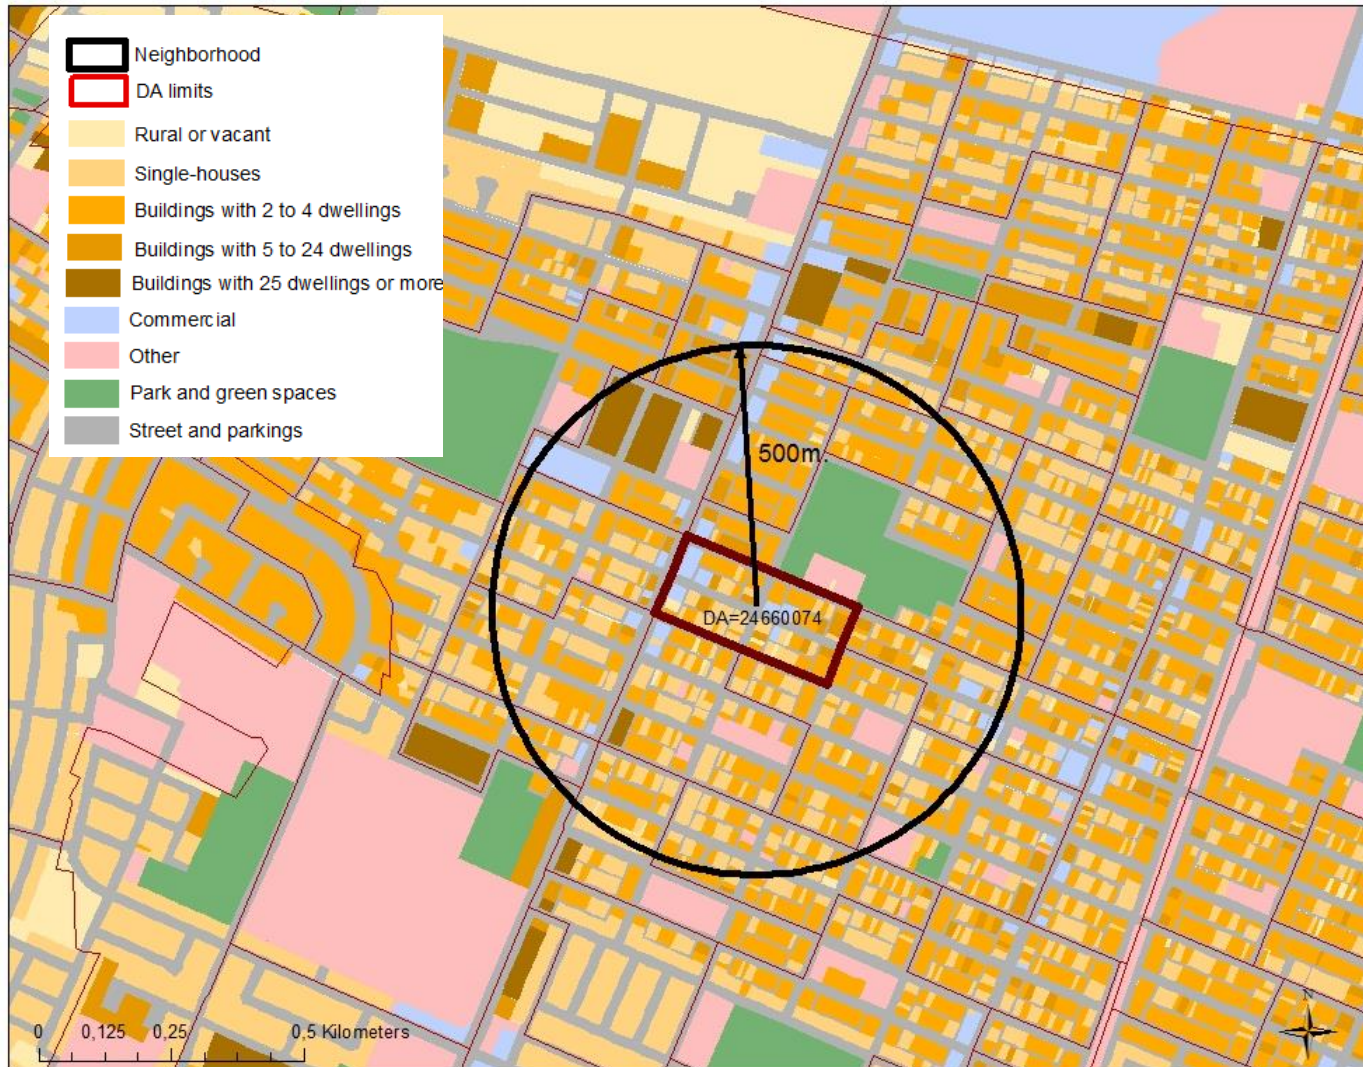 Neighborhood
DA limits
Rural or vacant
Single-houses
Buildings with 2 to 4 dwellings
Buildings with 5 to 24 dwellings
Buildings with 25 dwellings or more
Commercial
Other
Park and green spaces
Street and parkings
500m.
DA=24660074
N
0 0,125 0,25 0,5 Kilometers